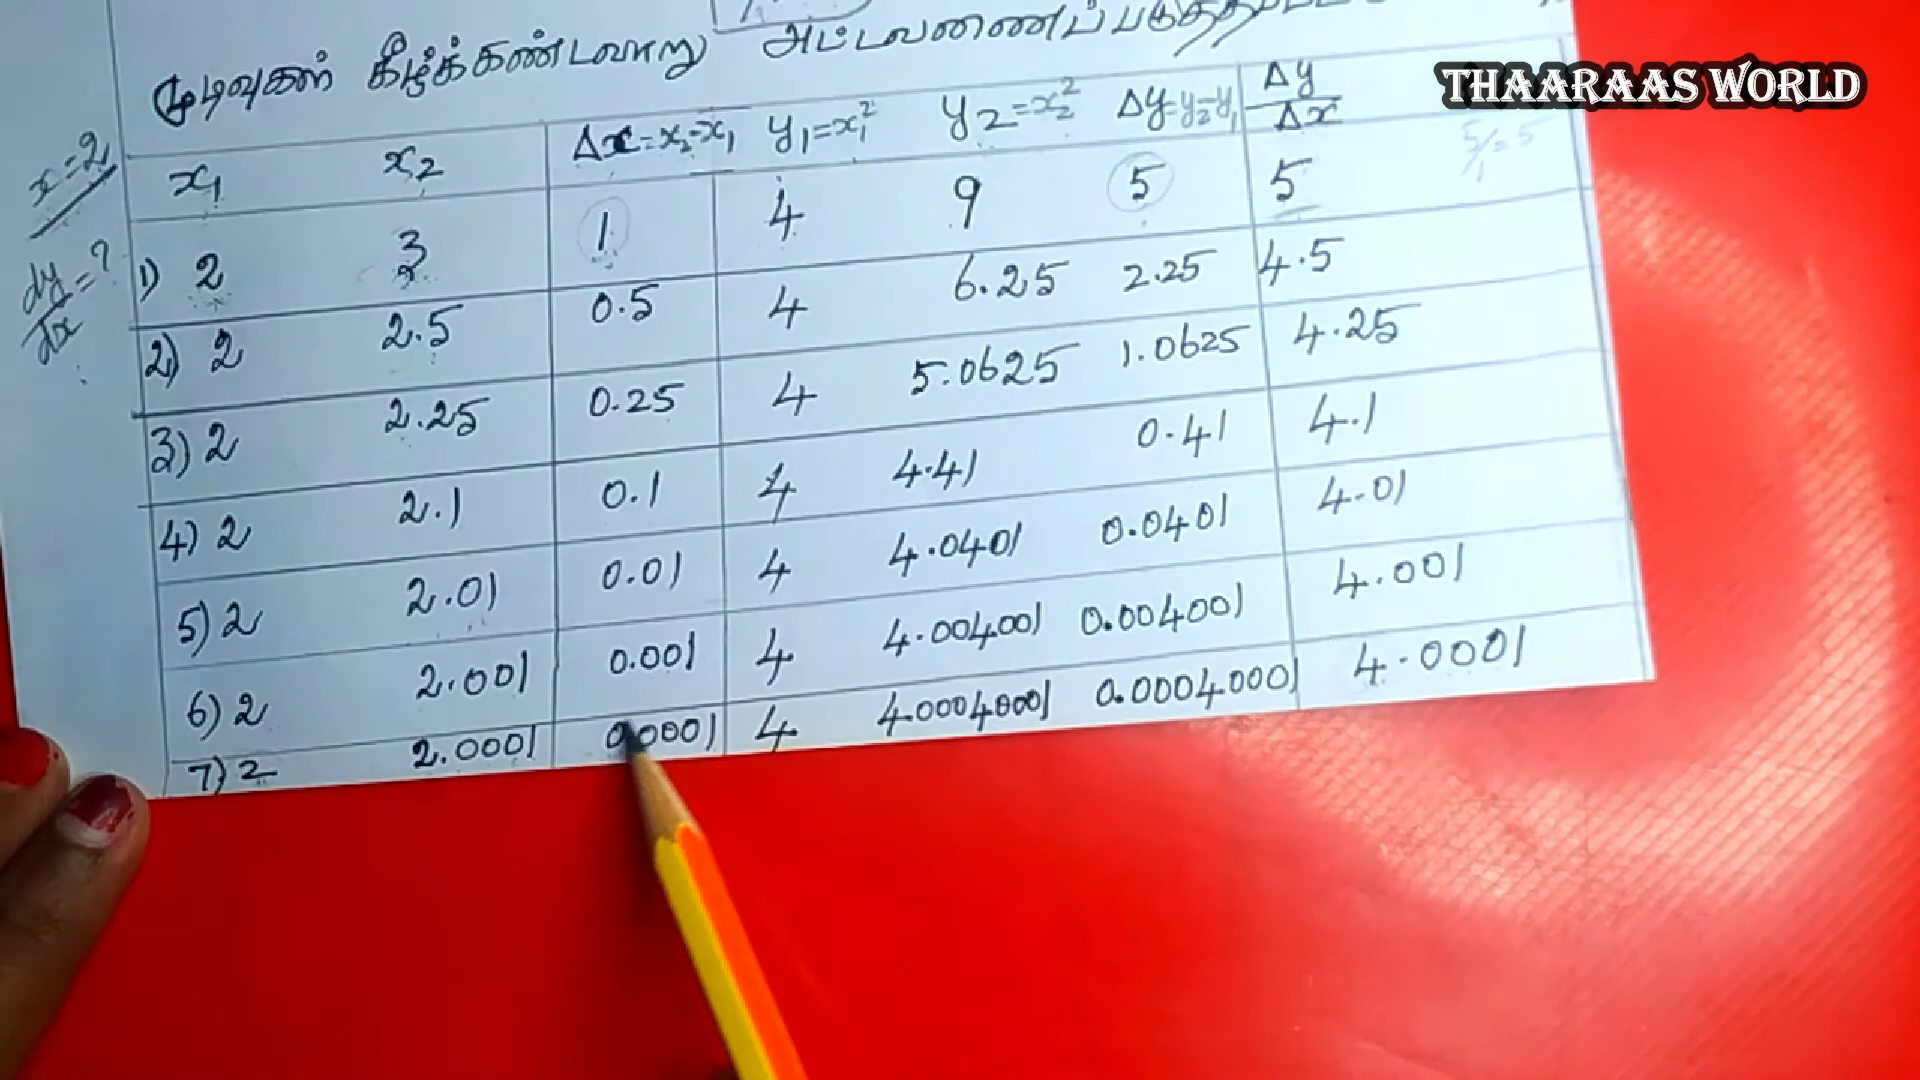 முடிவுகள் கீழ்க்கண்டவாறு அட்டவணைப்படுத்தப்பட
THAARAAS WORLD
x₁ x₂ Δx=x₂-x₁ y₁=x₁² y₂=x₂² Δy=y₂-y₁ Δy/Δx
x=2
dy/dx=?
5/1=5
1) 2 3 1 4 9 5 5
2) 2 2.5 0.5 4 6.25 2.25 4.5
3) 2 2.25 0.25 4 5.0625 1.0625 4.25
4) 2 2.1 0.1 4 4.41 0.41 4.1
5) 2 2.01 0.01 4 4.0401 0.0401 4.01
6) 2 2.001 0.001 4 4.004001 0.004001 4.001
7) 2 2.0001 0.0001 4 4.00040001 0.00040001 4.0001